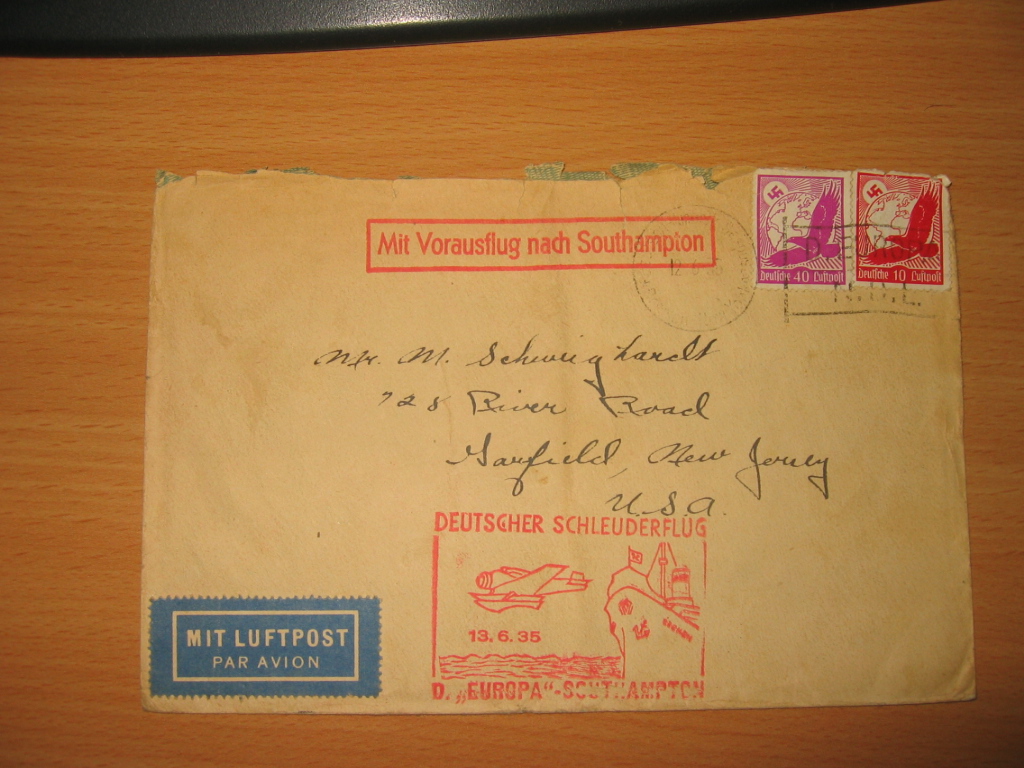 Mit Vorausflug nach Southampton
Deutsche 40 Luftpost
Deutsche 10 Luftpost
Mr. M. Schweighardt
728 River Road
Garfield, New Jersey
U.S.A.
DEUTSCHER SCHLEUDERFLUG
13.6.35
D. „EUROPA“-SOUTHAMPTON
MIT LUFTPOST
PAR AVION